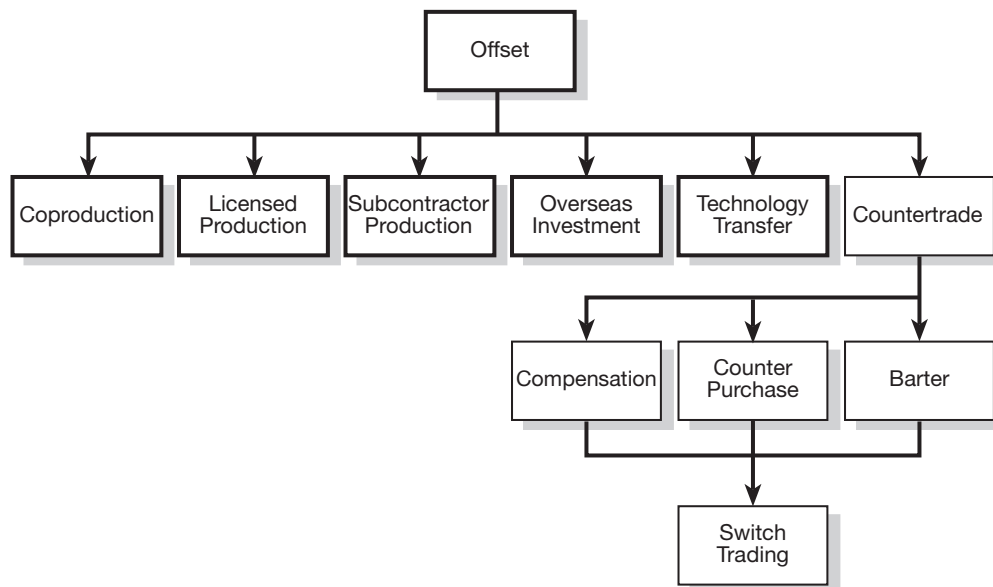 Offset
Coproduction
Licensed
Production
Subcontractor
Production
Overseas
Investment
Technology
Transfer
Countertrade
Compensation
Counter
Purchase
Barter
Switch
Trading